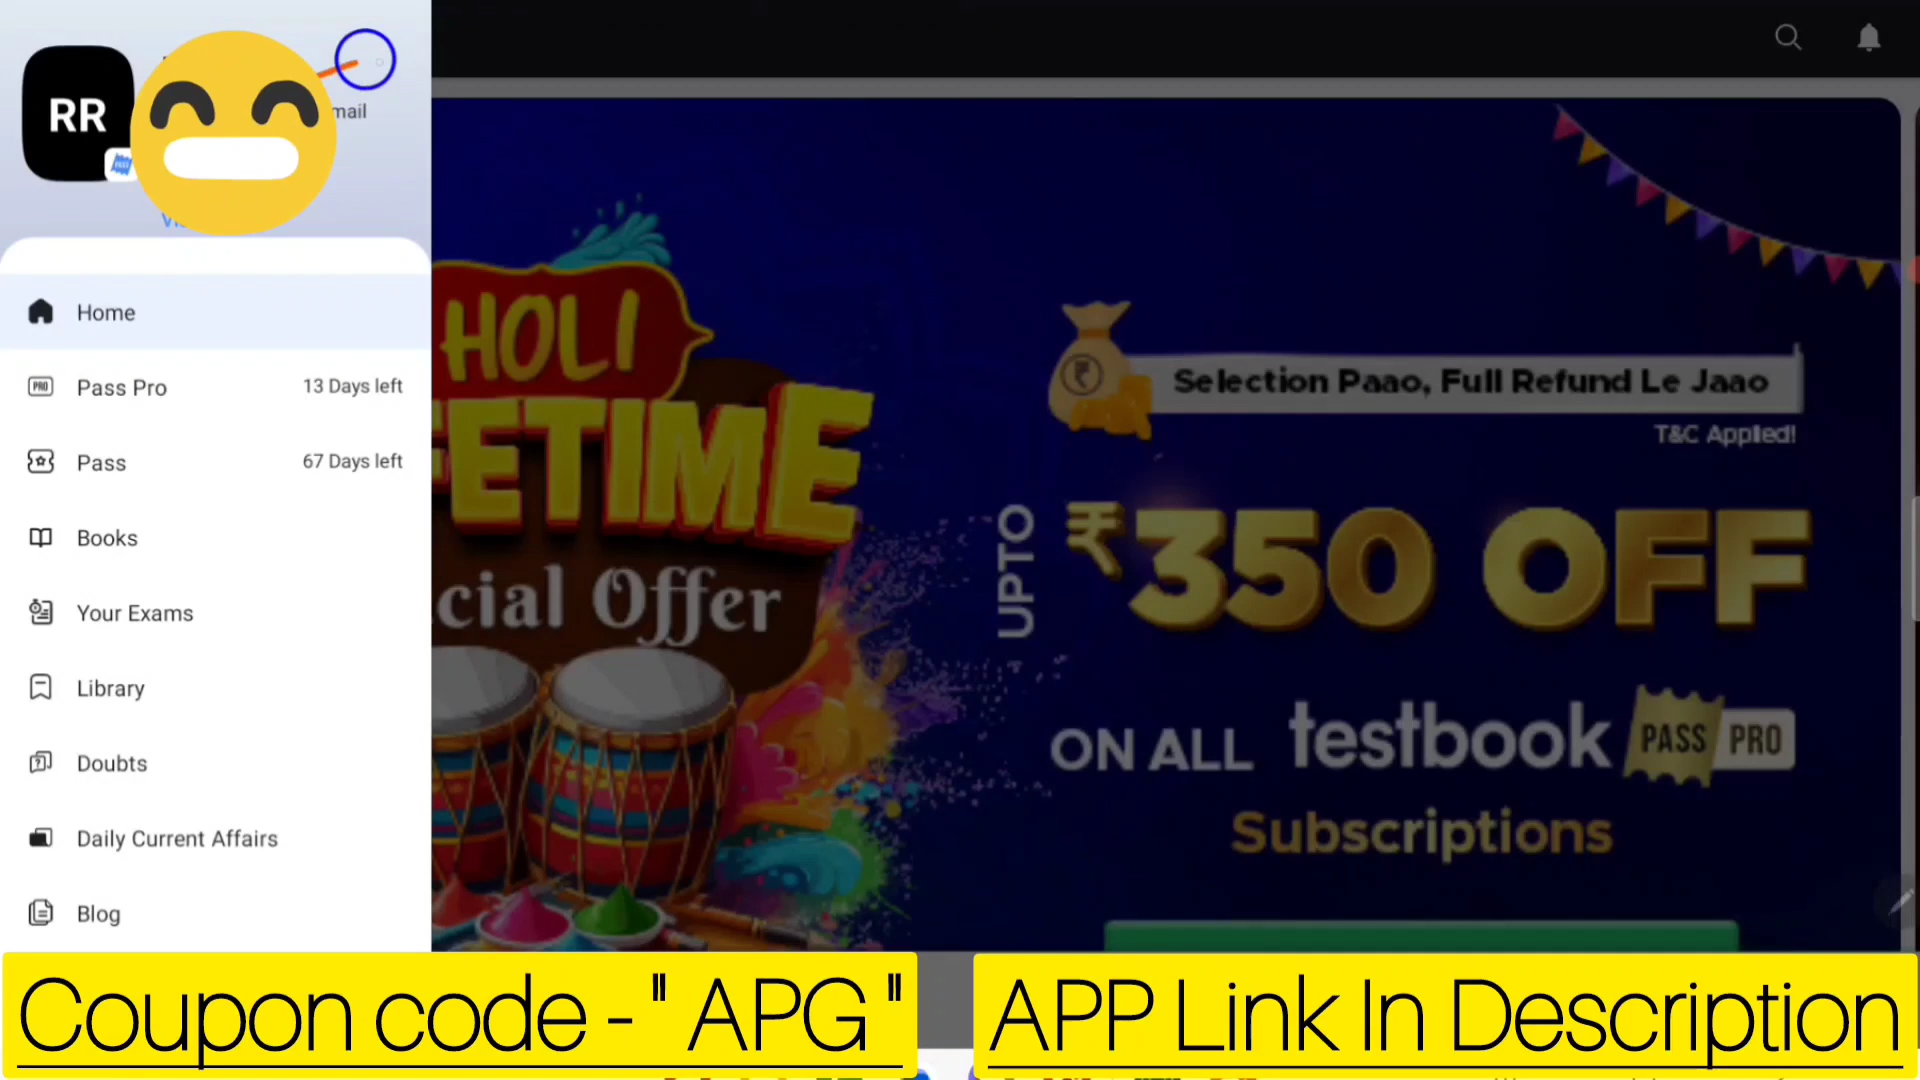 RR
mail
Home
Pass Pro 13 Days left
Pass 67 Days left
Books
Your Exams
Library
Doubts
Daily Current Affairs
Blog
HOLI
ETIME
cial Offer
Selection Paao, Full Refund Le Jaao
T&C Applied!
UPTO ₹350 OFF
ON ALL testbook PASS PRO
Subscriptions
Coupon code - " APG "
APP Link In Description